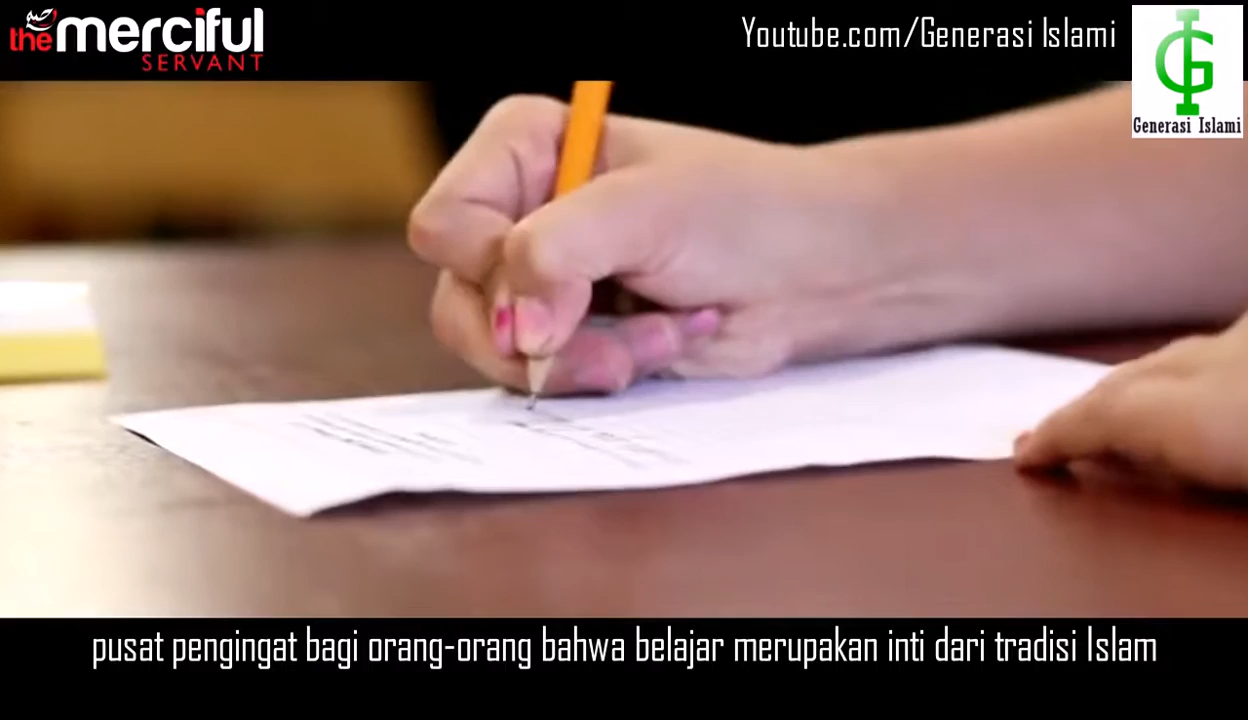 the merciful
SERVANT
Youtube.com/Generasi Islami
GI
Generasi Islami
pusat pengingat bagi orang-orang bahwa belajar merupakan inti dari tradisi Islam